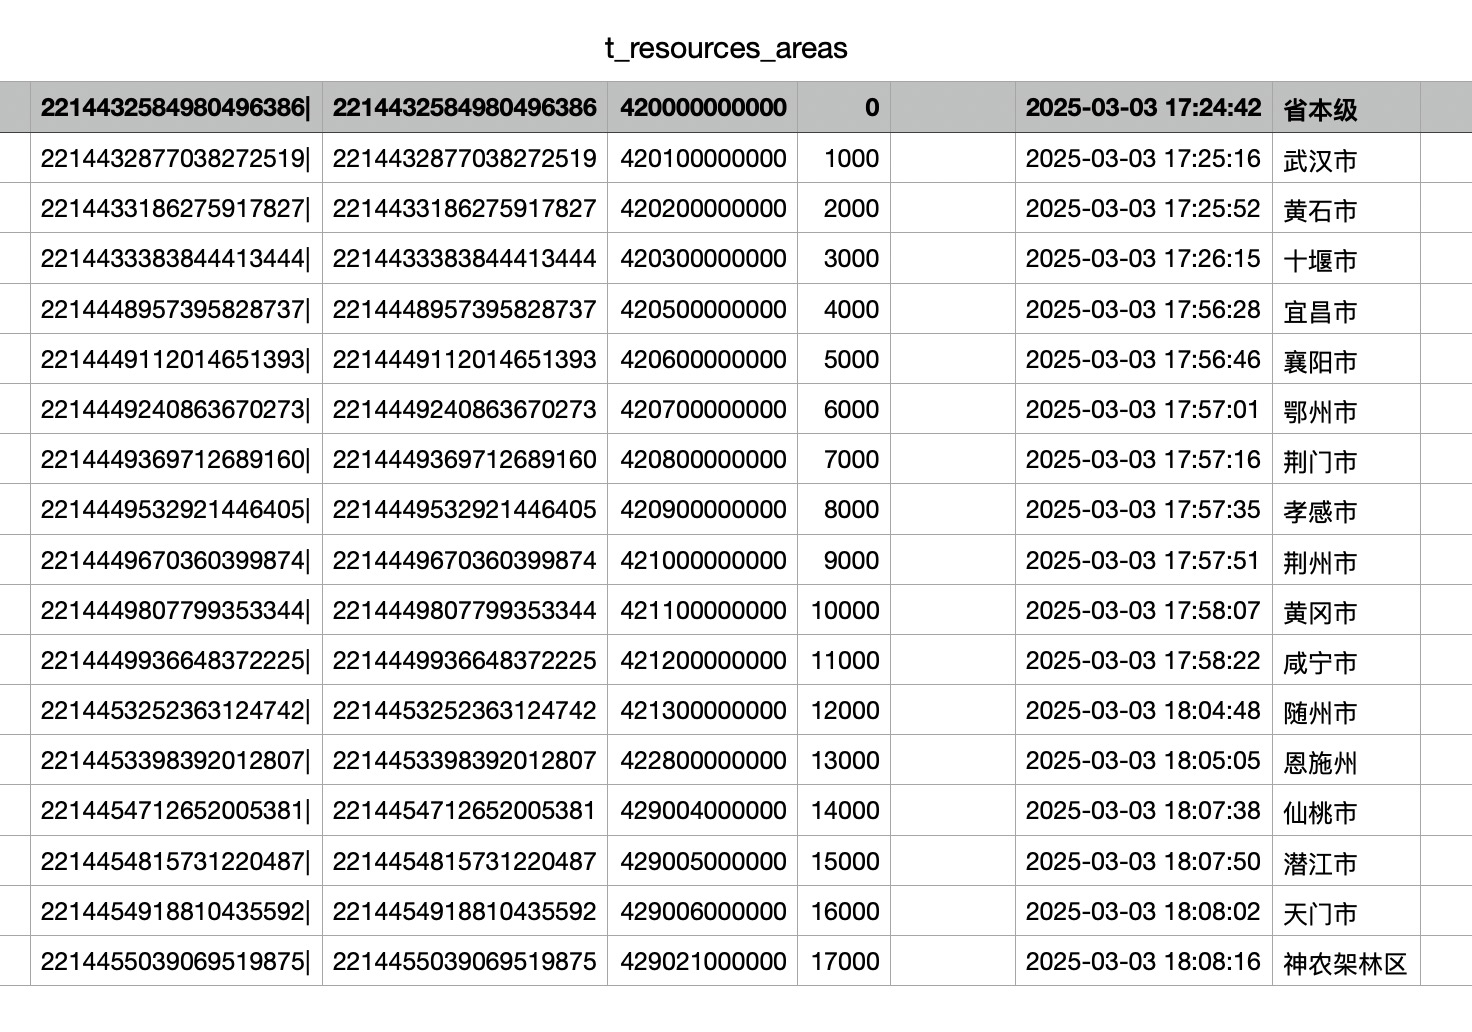 t_resources_areas
2214432584980496386| 2214432584980496386 420000000000 0 2025-03-03 17:24:42 省本级
2214432877038272519| 2214432877038272519 420100000000 1000 2025-03-03 17:25:16 武汉市
2214433186275917827| 2214433186275917827 420200000000 2000 2025-03-03 17:25:52 黄石市
2214433383844413444| 2214433383844413444 420300000000 3000 2025-03-03 17:26:15 十堰市
2214448957395828737| 2214448957395828737 420500000000 4000 2025-03-03 17:56:28 宜昌市
2214449112014651393| 2214449112014651393 420600000000 5000 2025-03-03 17:56:46 襄阳市
2214449240863670273| 2214449240863670273 420700000000 6000 2025-03-03 17:57:01 鄂州市
2214449369712689160| 2214449369712689160 420800000000 7000 2025-03-03 17:57:16 荆门市
2214449532921446405| 2214449532921446405 420900000000 8000 2025-03-03 17:57:35 孝感市
2214449670360399874| 2214449670360399874 421000000000 9000 2025-03-03 17:57:51 荆州市
2214449807799353344| 2214449807799353344 421100000000 10000 2025-03-03 17:58:07 黄冈市
2214449936648372225| 2214449936648372225 421200000000 11000 2025-03-03 17:58:22 咸宁市
2214453252363124742| 2214453252363124742 421300000000 12000 2025-03-03 18:04:48 随州市
2214453398392012807| 2214453398392012807 422800000000 13000 2025-03-03 18:05:05 恩施州
2214454712652005381| 2214454712652005381 429004000000 14000 2025-03-03 18:07:38 仙桃市
2214454815731220487| 2214454815731220487 429005000000 15000 2025-03-03 18:07:50 潜江市
2214454918810435592| 2214454918810435592 429006000000 16000 2025-03-03 18:08:02 天门市
2214455039069519875| 2214455039069519875 429021000000 17000 2025-03-03 18:08:16 神农架林区